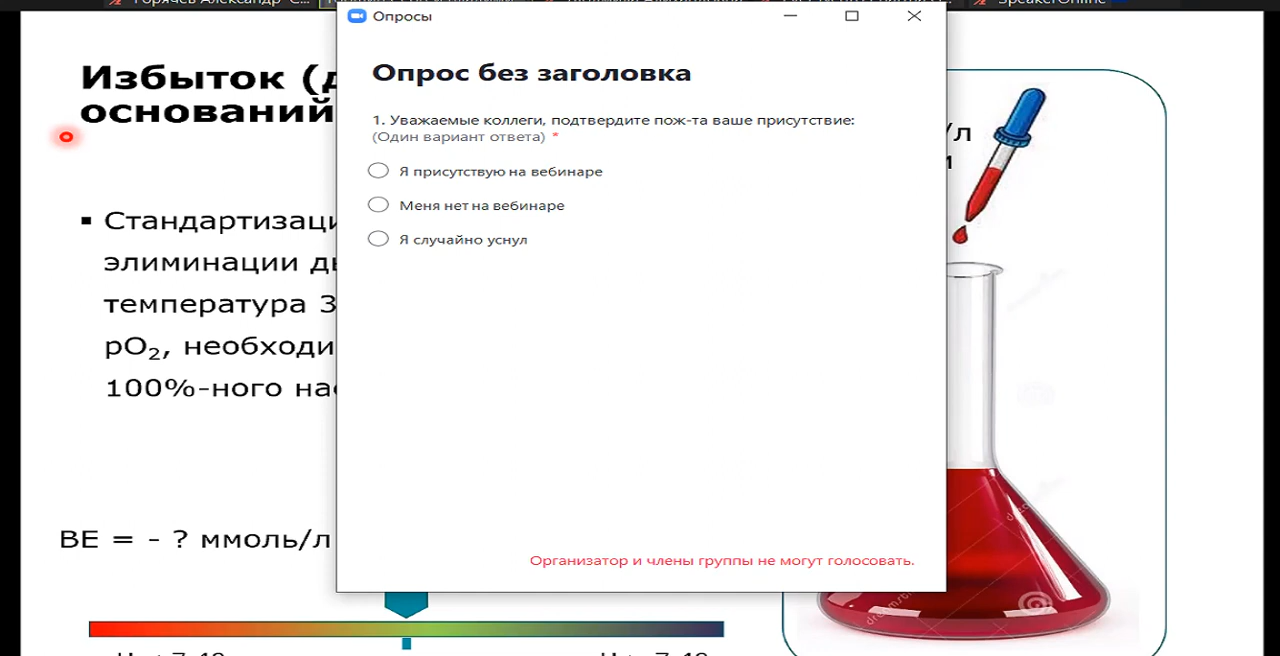 Горячев Александр С...
SpeakerOnline
Опросы
Опрос без заголовка
1. Уважаемые коллеги, подтвердите пож-та ваше присутствие:
(Один вариант ответа) *
Я присутствую на вебинаре
Меня нет на вебинаре
Я случайно уснул
Организатор и члены группы не могут голосовать.
Избыток
оснований
Стандартизаци
элиминации
температура 3
pO₂, необходи
100%-ного
BE = - ? ммоль/л
/л